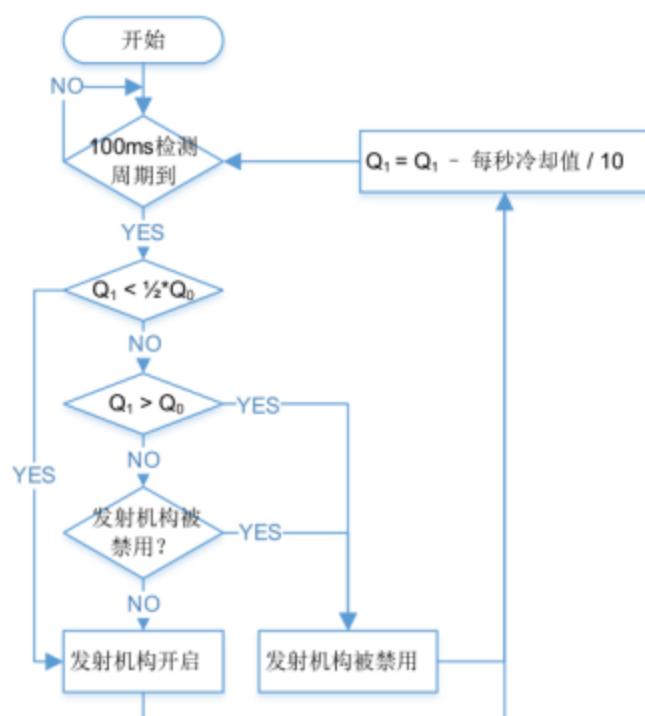 开始
NO
100ms检测
周期到
Q₁ = Q₁ - 每秒冷却值 / 10
YES
Q₁ < ½*Q₀
NO
Q₁ > Q₀
YES
NO
YES
发射机构被
禁用？
YES
NO
发射机构开启
发射机构被禁用